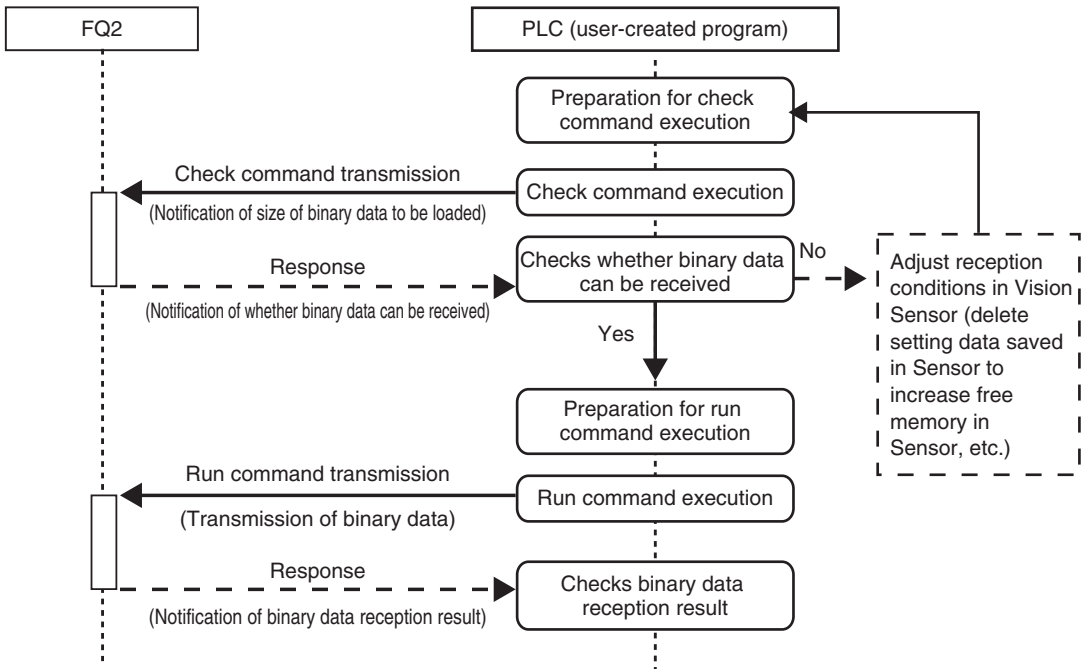 FQ2
PLC (user-created program)
Preparation for check
command execution
Check command transmission
(Notification of size of binary data to be loaded)
Check command execution
Response
(Notification of whether binary data can be received)
Checks whether binary data
can be received
No
Yes
Adjust reception
conditions in Vision
Sensor (delete
setting data saved
in Sensor to
increase free
memory in
Sensor, etc.)
Preparation for run
command execution
Run command transmission
(Transmission of binary data)
Run command execution
Response
(Notification of binary data reception result)
Checks binary data
reception result